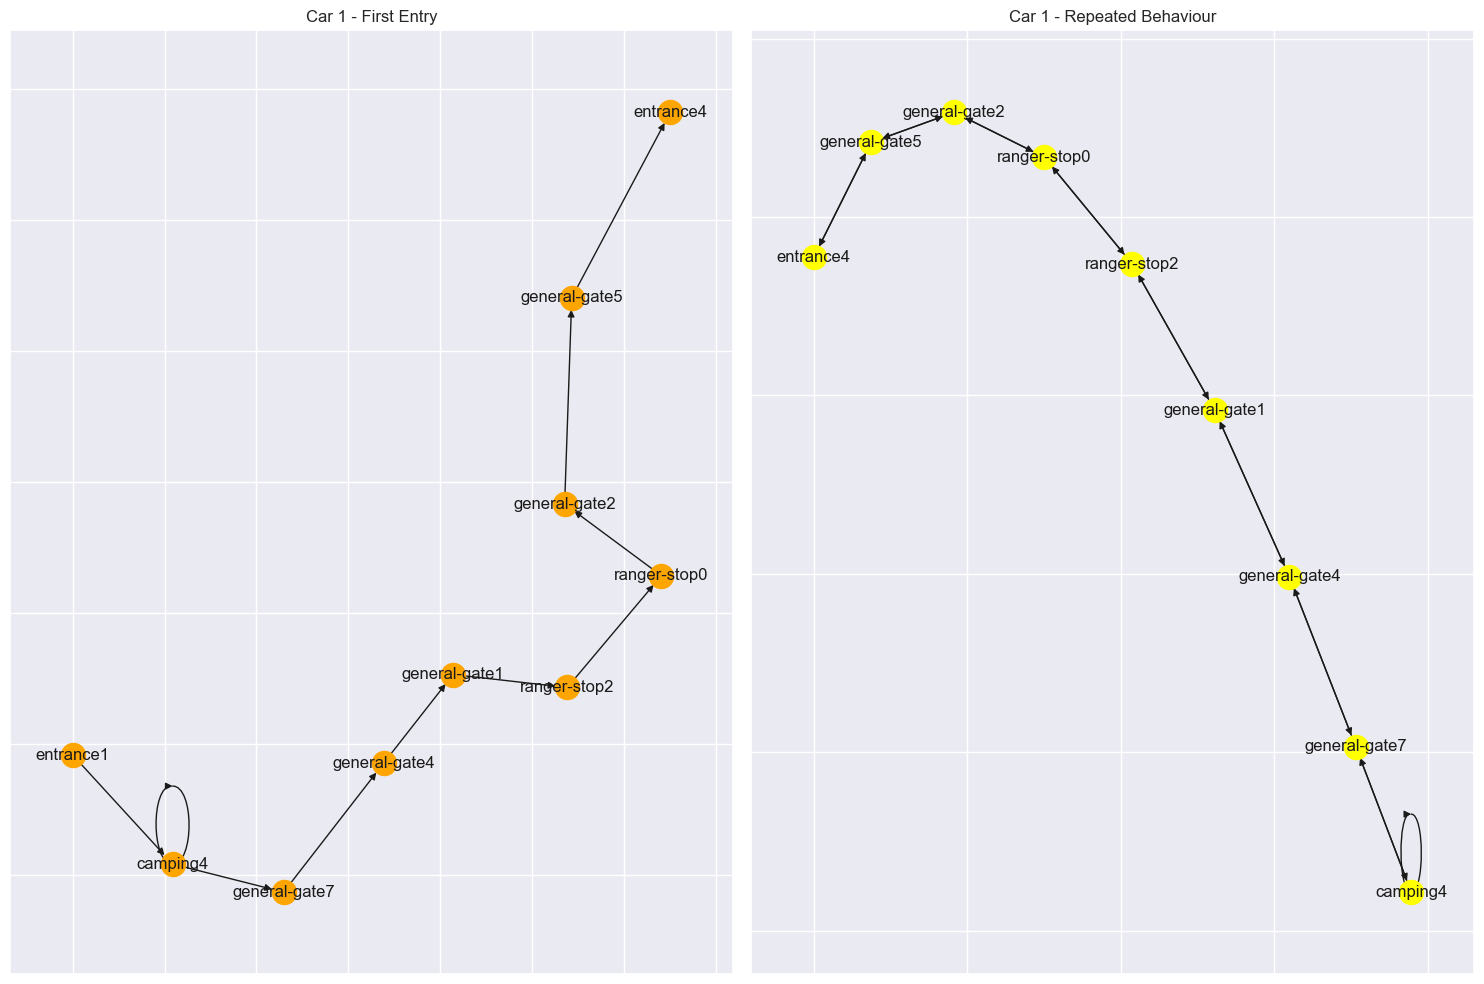 Car 1 - First Entry
entrance4
general-gate5
general-gate2
ranger-stop0
general-gate1
ranger-stop2
entrance1
general-gate4
camping4
general-gate7
Car 1 - Repeated Behaviour
general-gate2
general-gate5
ranger-stop0
entrance4
ranger-stop2
general-gate1
general-gate4
general-gate7
camping4